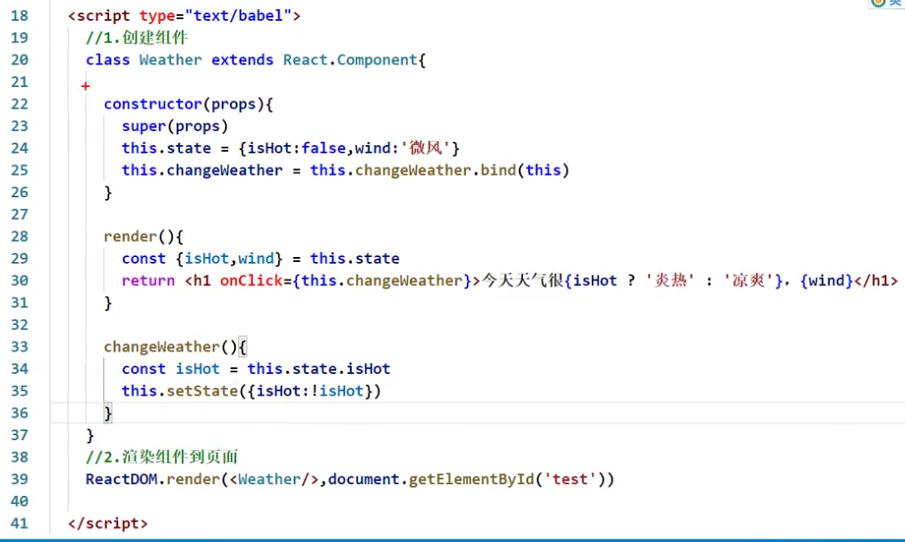 18 <script type="text/babel">
19 //1.创建组件
20 class Weather extends React.Component{
21
22 constructor(props){
23 super(props)
24 this.state = {isHot:false,wind:'微风'}
25 this.changeWeather = this.changeWeather.bind(this)
26 }
27
28 render(){
29 const {isHot,wind} = this.state
30 return <h1 onClick={this.changeWeather}>今天天气很{isHot ? '炎热' : '凉爽'}，{wind}</h1>
31 }
32
33 changeWeather(){
34 const isHot = this.state.isHot
35 this.setState({isHot:!isHot})
36 }
37 }
38 //2.渲染组件到页面
39 ReactDOM.render(<Weather/>,document.getElementById('test'))
40
41 </script>